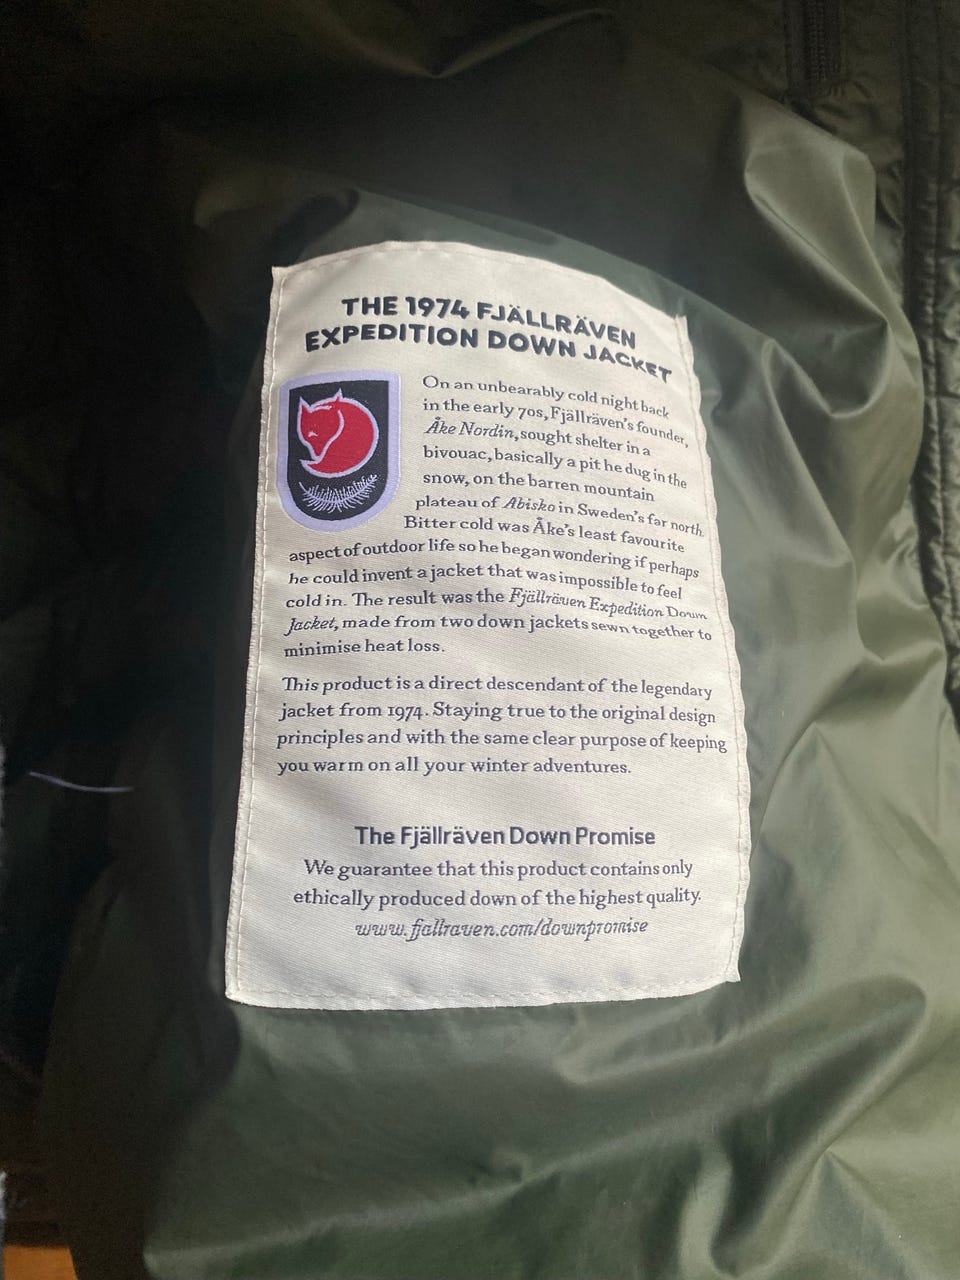 THE 1974 FJÄLLRÄVEN
EXPEDITION DOWN JACKET
On an unbearably cold night back
in the early 70s, Fjällräven's founder,
Åke Nordin, sought shelter in a
bivouac, basically a pit he dug in the
snow, on the barren mountain
plateau of Abisko in Sweden's far north.
Bitter cold was Åke's least favourite
aspect of outdoor life so he began wondering if perhaps
he could invent a jacket that was impossible to feel
cold in. The result was the Fjällräven Expedition Down
Jacket, made from two down jackets sewn together to
minimise heat loss.
This product is a direct descendant of the legendary
jacket from 1974. Staying true to the original design
principles and with the same clear purpose of keeping
you warm on all your winter adventures.
The Fjällräven Down Promise
We guarantee that this product contains only
ethically produced down of the highest quality.
www.fjallraven.com/downpromise